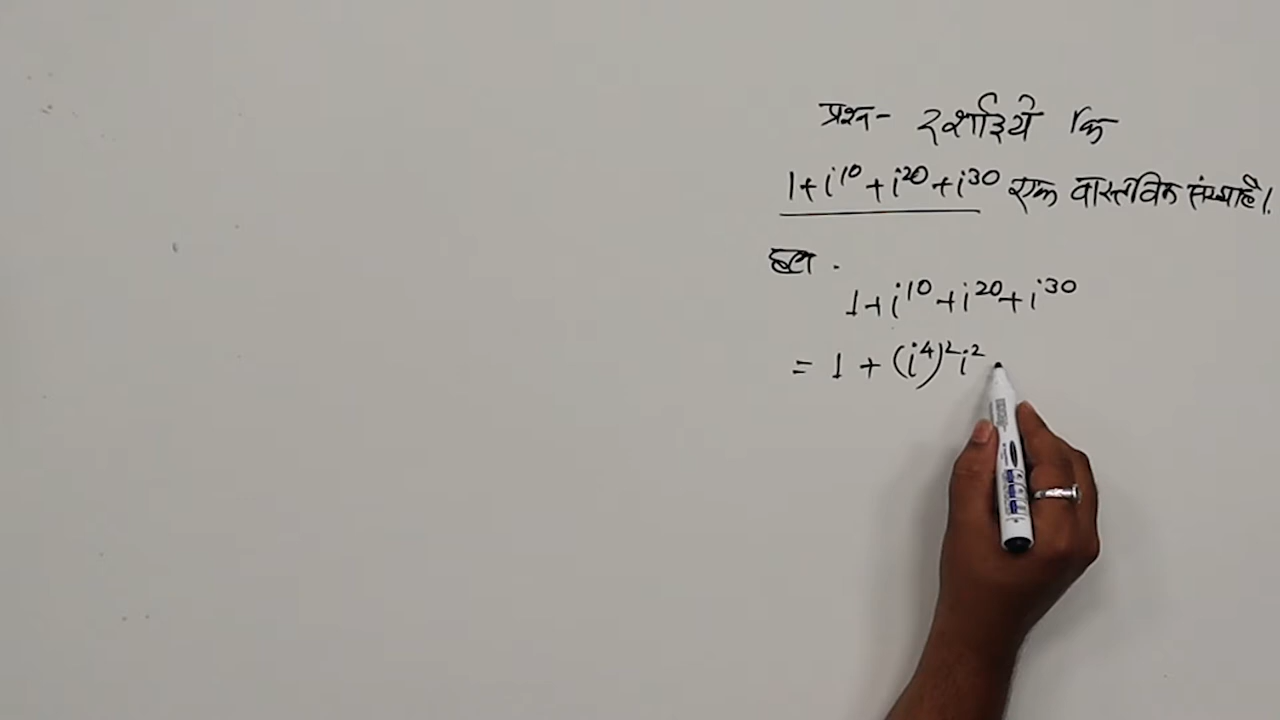 प्रश्न- दर्शाइये कि
1+i¹⁰+i²⁰+i³⁰ एक वास्तविक संख्या है।
हल.
1+i¹⁰+i²⁰+i³⁰
= 1 + (i⁴)²i²